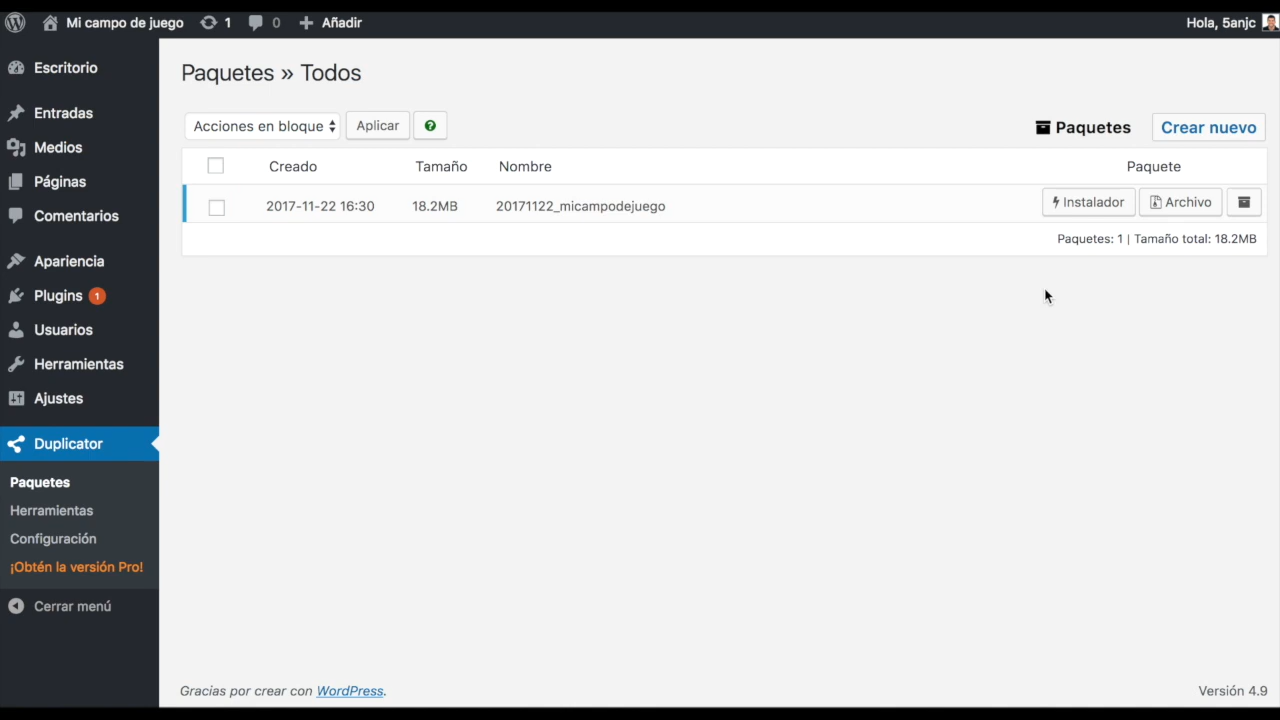 Mi campo de juego 1 0 Añadir Hola, 5anjc
Escritorio
Entradas
Medios
Páginas
Comentarios
Apariencia
Plugins 1
Usuarios
Herramientas
Ajustes
Duplicator
Paquetes
Herramientas
Configuración
¡Obtén la versión Pro!
Cerrar menú
Paquetes » Todos
Acciones en bloque Aplicar ? Paquetes Crear nuevo
Creado Tamaño Nombre Paquete
2017-11-22 16:30 18.2MB 20171122_micampodejuego Instalador Archivo
Paquetes: 1 | Tamaño total: 18.2MB
Gracias por crear con WordPress. Versión 4.9